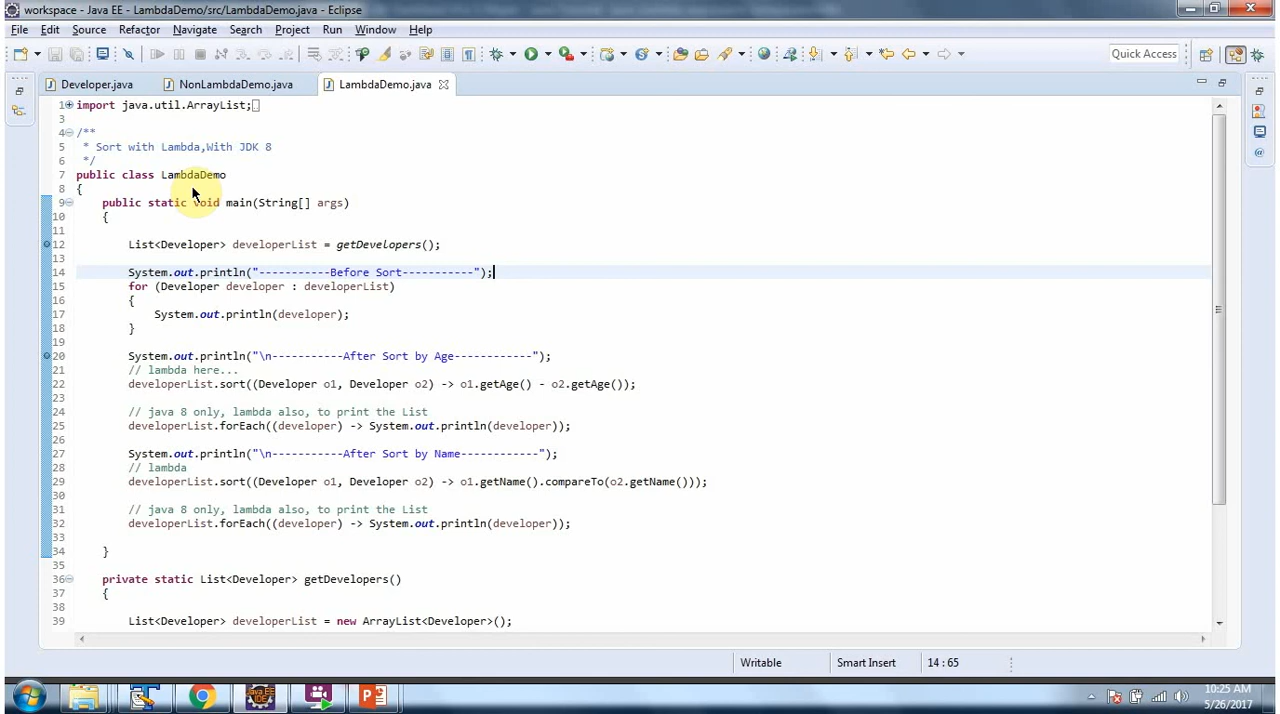 workspace - Java EE - LambdaDemo/src/LambdaDemo.java - Eclipse
File Edit Source Refactor Navigate Search Project Run Window Help
Quick Access
Developer.java NonLambdaDemo.java LambdaDemo.java
1 import java.util.ArrayList;
3
4 /**
5 * Sort with Lambda,With JDK 8
6 */
7 public class LambdaDemo
8 {
9 public static void main(String[] args)
10 {
11
12 List<Developer> developerList = getDevelopers();
13
14 System.out.println("-----------Before Sort-----------");
15 for (Developer developer : developerList)
16 {
17 System.out.println(developer);
18 }
19
20 System.out.println("\n-----------After Sort by Age------------");
21 // lambda here...
22 developerList.sort((Developer o1, Developer o2) -> o1.getAge() - o2.getAge());
23
24 // java 8 only, lambda also, to print the List
25 developerList.forEach((developer) -> System.out.println(developer));
26
27 System.out.println("\n-----------After Sort by Name------------");
28 // lambda
29 developerList.sort((Developer o1, Developer o2) -> o1.getName().compareTo(o2.getName()));
30
31 // java 8 only, lambda also, to print the List
32 developerList.forEach((developer) -> System.out.println(developer));
33
34 }
35
36 private static List<Developer> getDevelopers()
37 {
38
39 List<Developer> developerList = new ArrayList<Developer>();
Writable Smart Insert 14 : 65
Java EE IDE
10:25 AM
5/26/2017